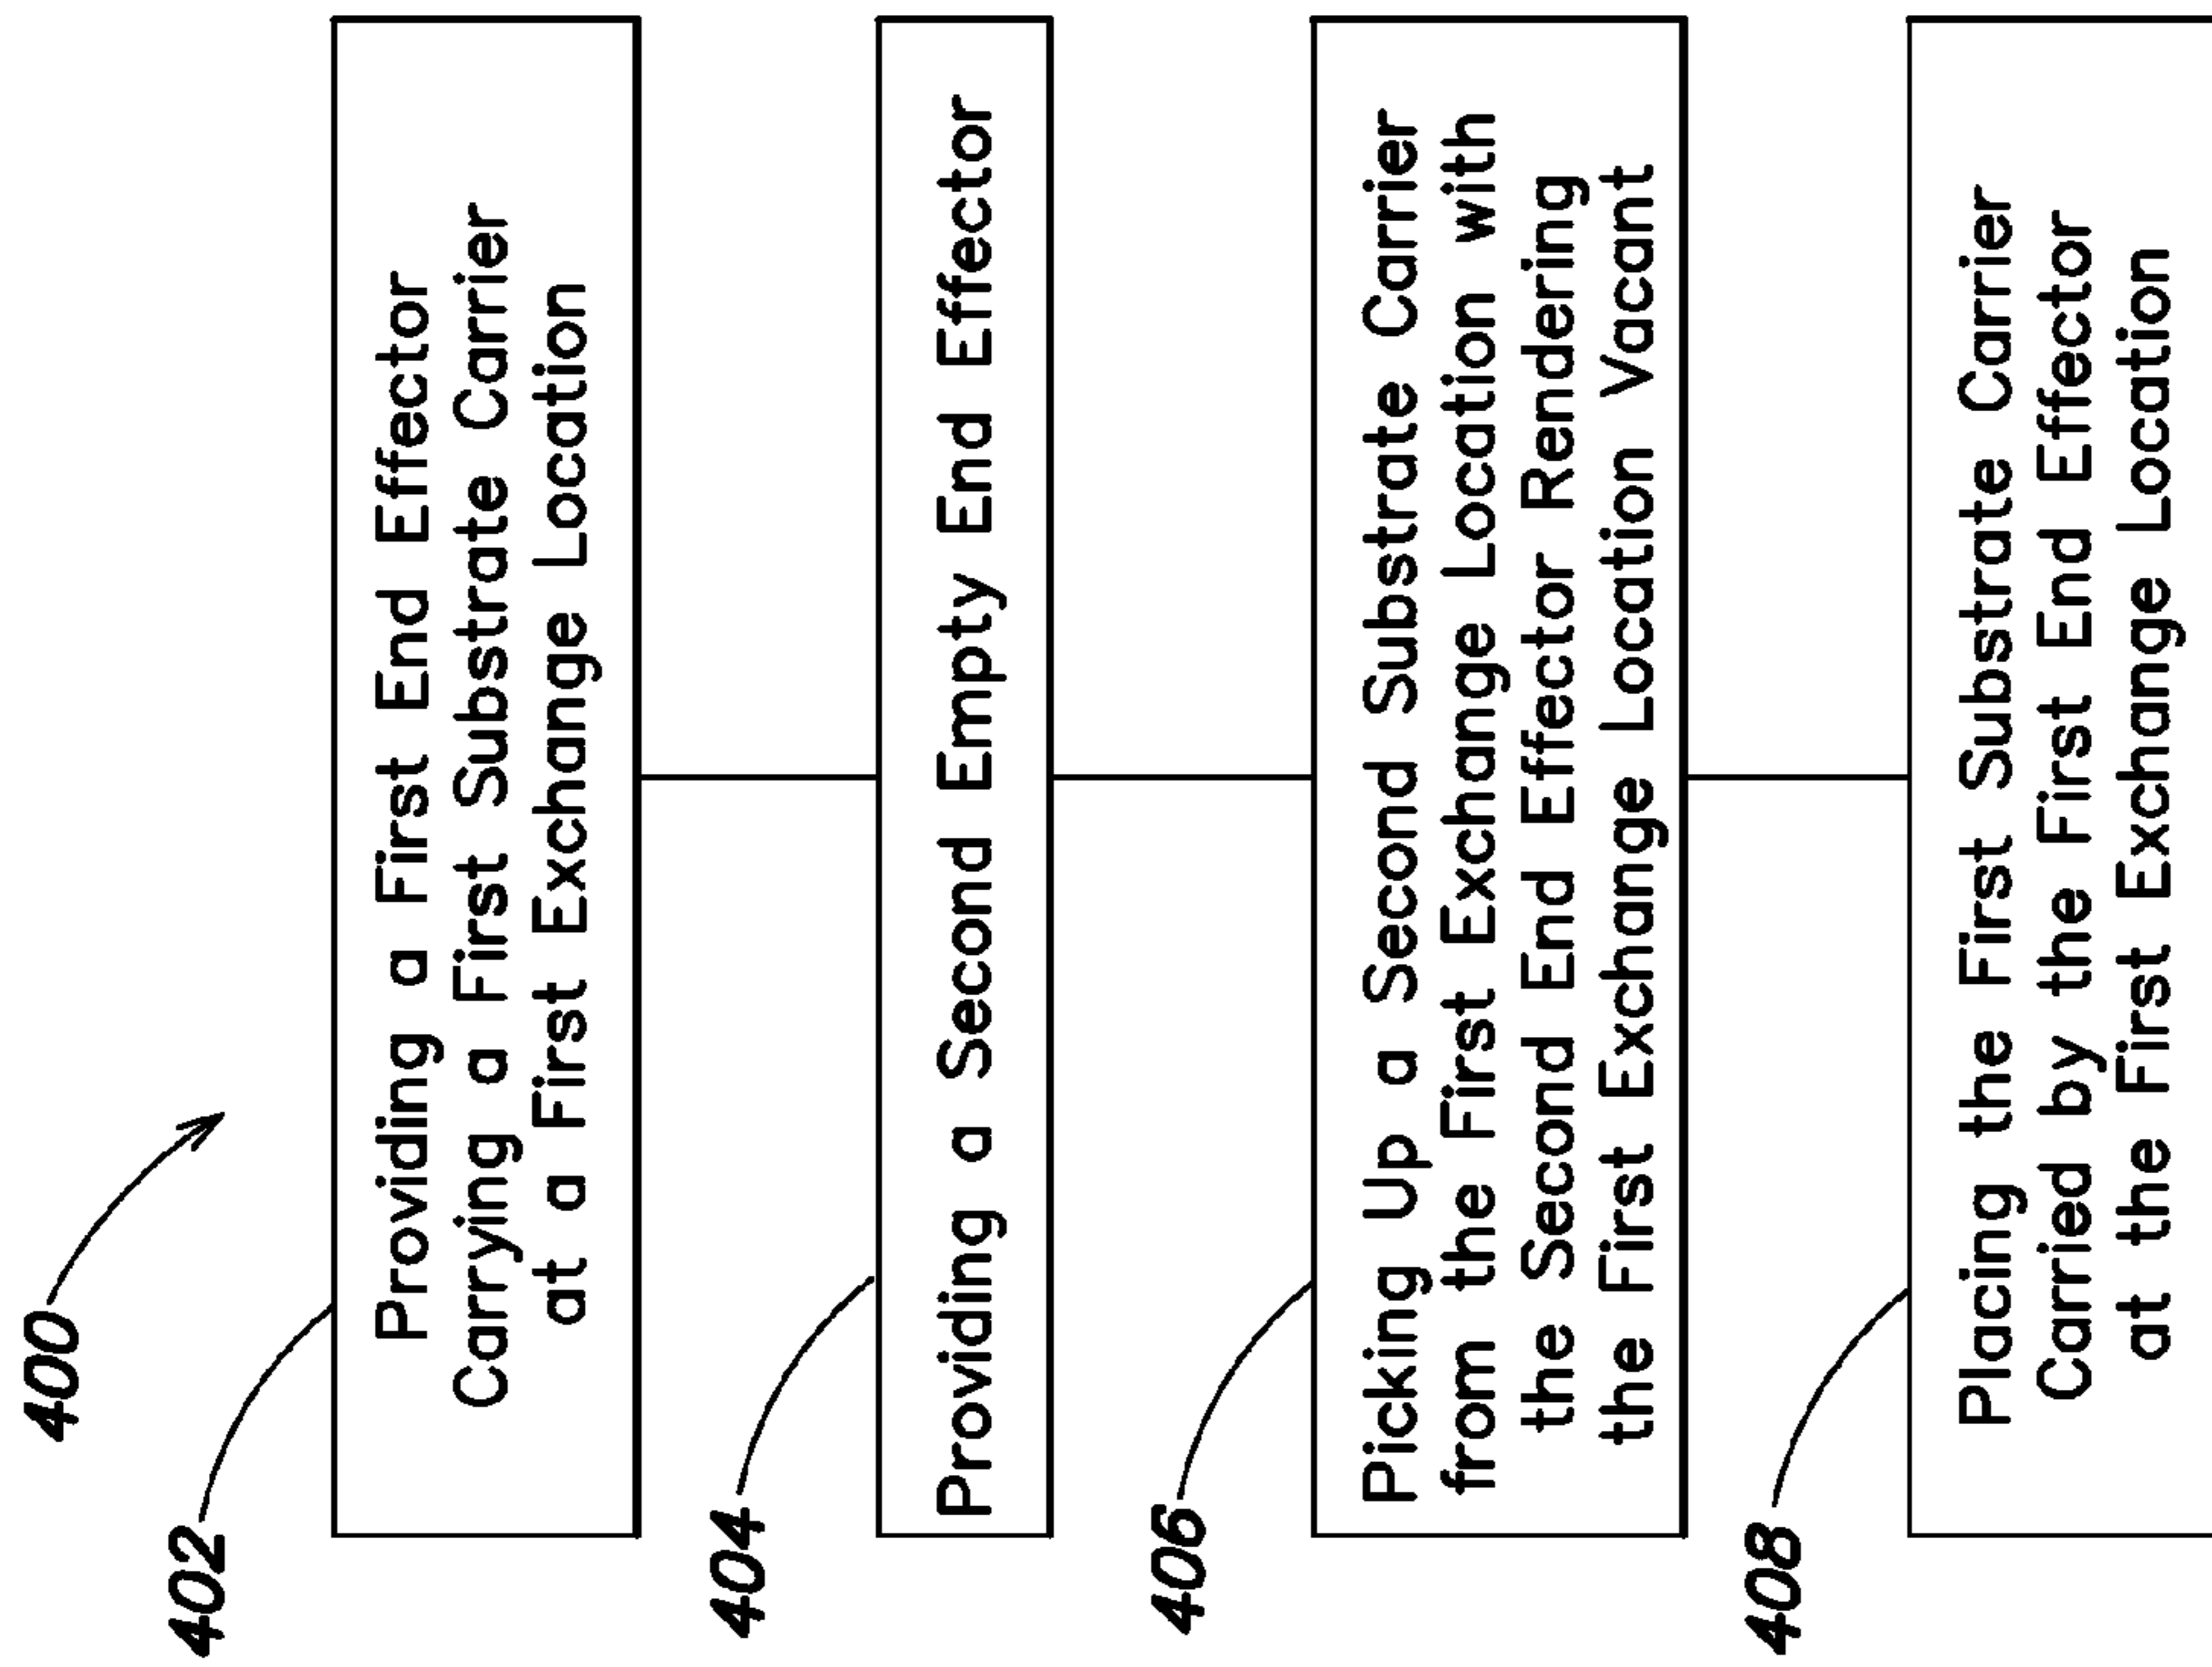 400
402
Providing a First End Effector
Carrying a First Substrate Carrier
at a First Exchange Location
404
Providing a Second Empty End Effector
406
Picking Up a Second Substrate Carrier
from the First Exchange Location with
the Second End Effector Rendering
the First Exchange Location Vacant
408
Placing the First Substrate Carrier
Carried by the First End Effector
at the First Exchange Location